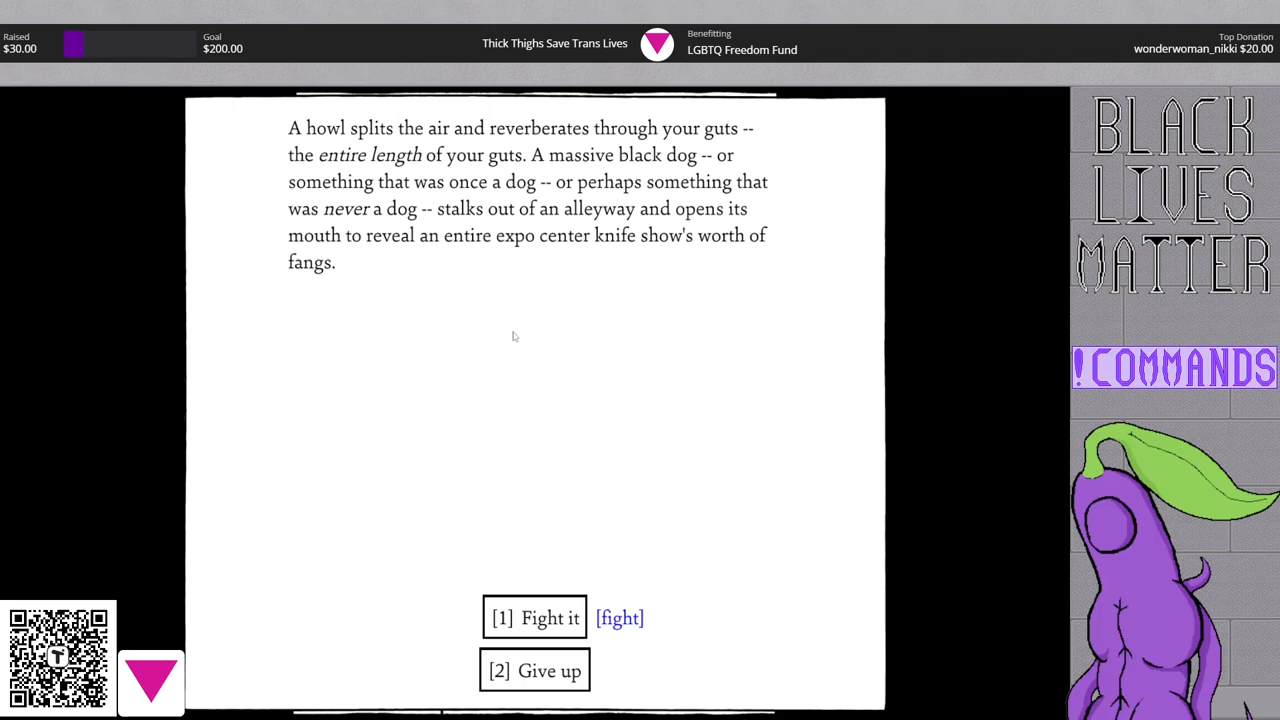 Raised
$30.00
Goal
$200.00
Thick Thighs Save Trans Lives
Benefitting
LGBTQ Freedom Fund
Top Donation
wonderwoman_nikki $20.00
A howl splits the air and reverberates through your guts --
the entire length of your guts. A massive black dog -- or
something that was once a dog -- or perhaps something that
was never a dog -- stalks out of an alleyway and opens its
mouth to reveal an entire expo center knife show's worth of
fangs.
[1] Fight it [fight]
[2] Give up
BLACK
LIVES
MATTER
!COMMANDS
T